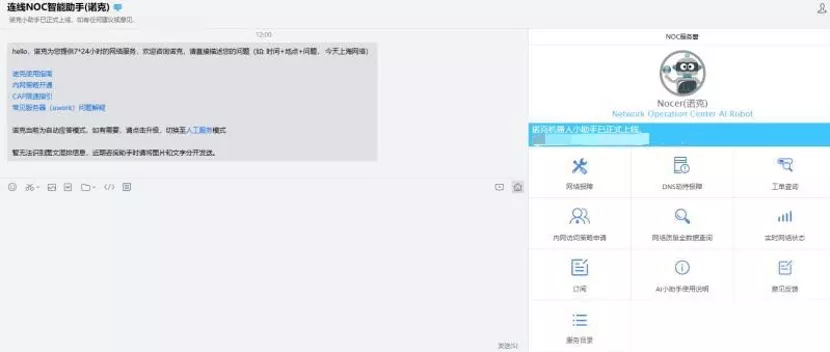 连线NOC智能助手(诺克)
诺克小助手已正式上线，如有任何建议或意见，
12:00
hello，诺克为您提供7*24小时的网络服务，欢迎咨询诺克，请直接描述您的问题（如: 时间+地点+问题， 今天上海网络）
诺克使用指南
内网策略开通
CAP限速指引
常见服务器（uwork）问题解疑
诺克当前为自动应答模式，如有需要，请点击升级，切换至人工服务模式
暂无法识别图文混排信息，近期咨询助手时请将图片和文字分开发送。
发送(S)
NOC服务管
Nocer(诺克)
Network Operation Center AI Robot
诺克机器人小助手已正式上线，
网络报障
DNS劫持报障
工单查询
内网访问策略申请
网络质量全数据查询
实时网络状态
订阅
AI小助手使用说明
意见反馈
服务目录